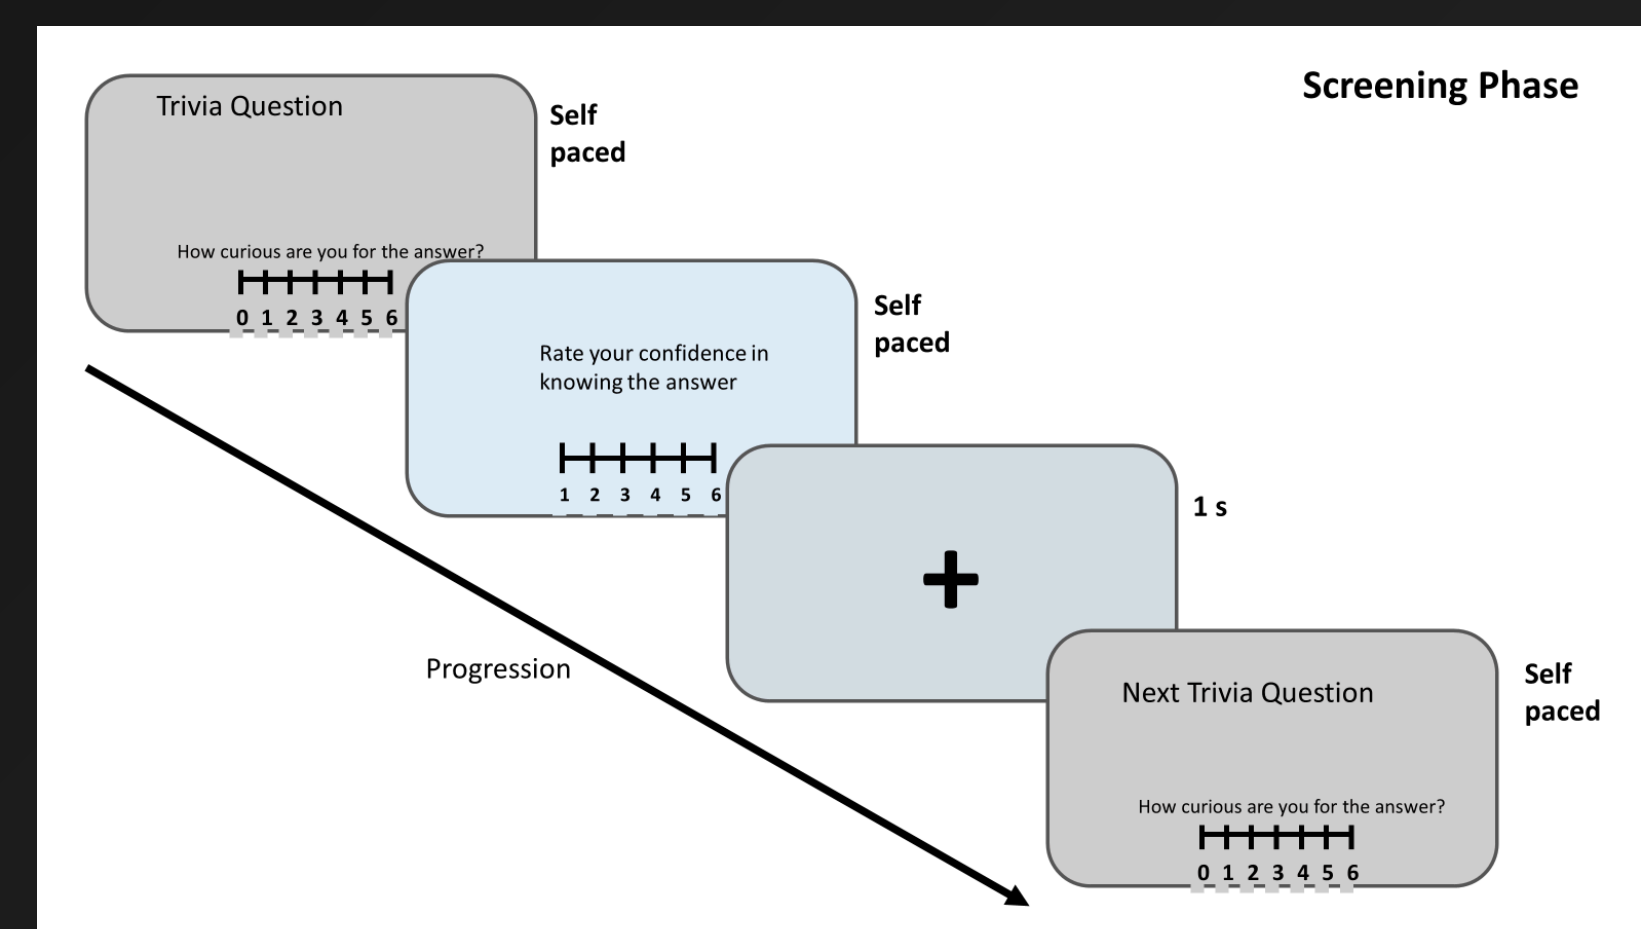 Screening Phase
Trivia Question
Self
paced
How curious are you for the answer?
0 1 2 3 4 5 6
Self
paced
Rate your confidence in
knowing the answer
1 2 3 4 5 6
1 s
+
Progression
Self
paced
Next Trivia Question
How curious are you for the answer?
0 1 2 3 4 5 6